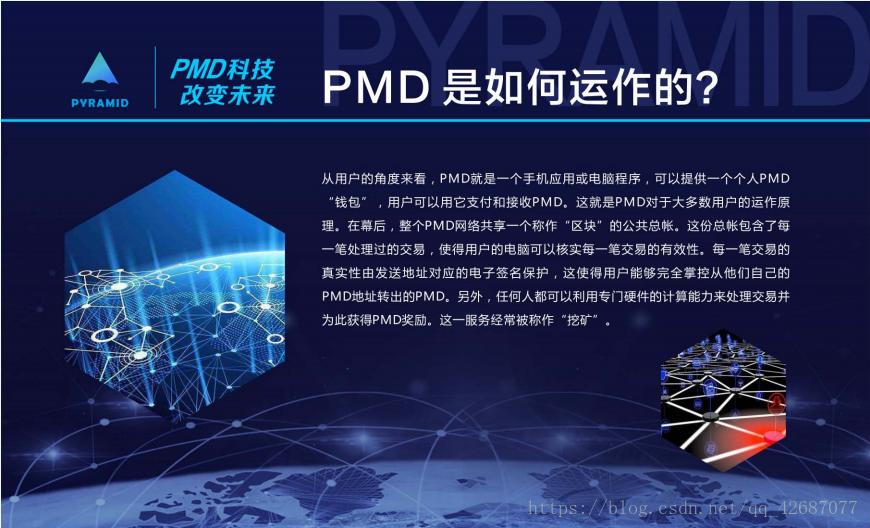 PYRAMID
PYRAMID
PMD科技
改变未来
PMD 是如何运作的?
从用户的角度来看，PMD就是一个手机应用或电脑程序，可以提供一个个人PMD
“钱包”，用户可以用它支付和接收PMD。这就是PMD对于大多数用户的运作原
理。在幕后，整个PMD网络共享一个称作“区块”的公共总帐。这份总帐包含了每
一笔处理过的交易，使得用户的电脑可以核实每一笔交易的有效性。每一笔交易的
真实性由发送地址对应的电子签名保护，这使得用户能够完全掌控从他们自己的
PMD地址转出的PMD。另外，任何人都可以利用专门硬件的计算能力来处理交易并
为此获得PMD奖励。这一服务经常被称作“挖矿”。
https://blog.csdn.net/qq_42687077